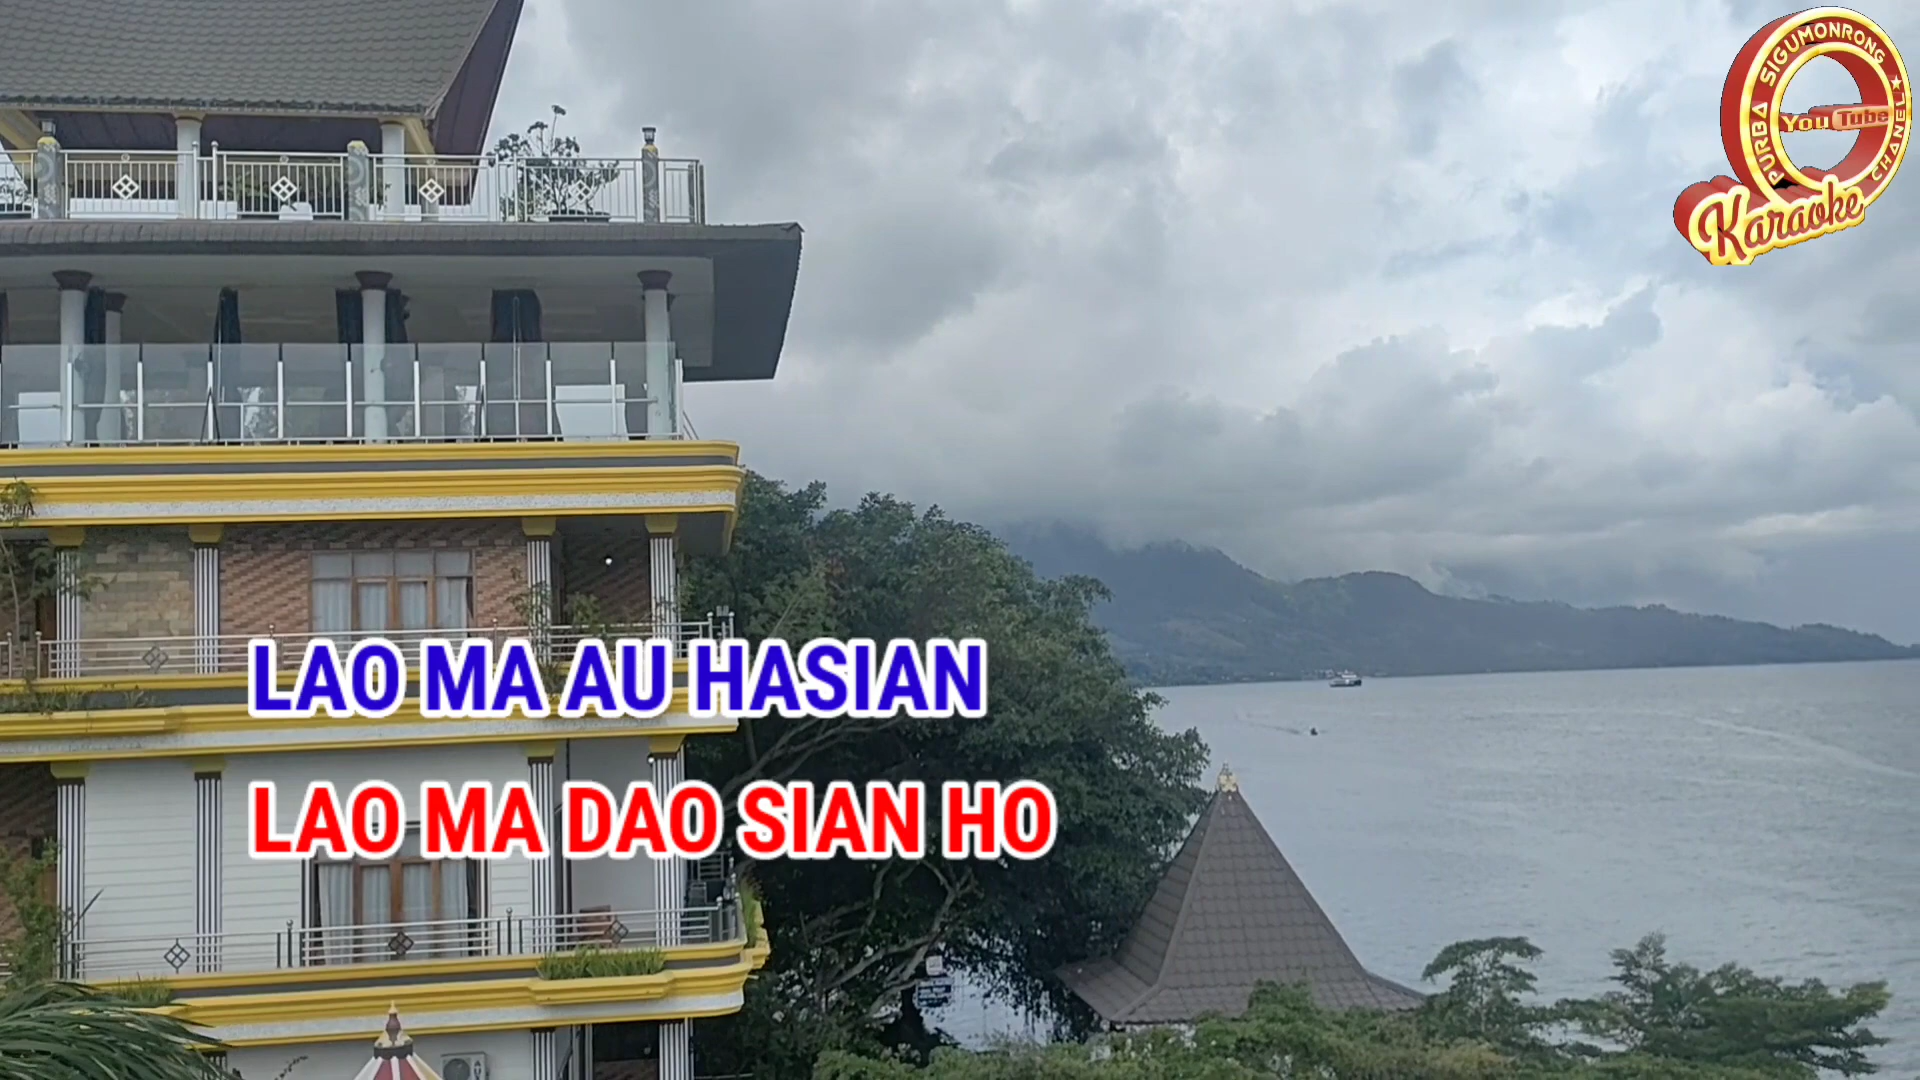 PURBA SIGUMONRONG ★ CHANEL
YouTube
Karaoke
LAO MA AU HASIAN
LAO MA DAO SIAN HO